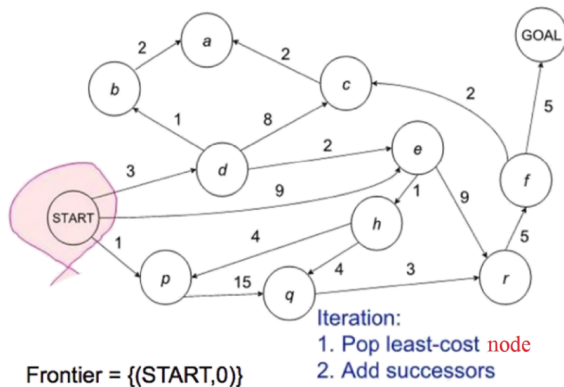 GOAL
2
a
2
b
c
2
5
1
8
d
2
e
f
3
9
1
9
START
h
5
1
4
p
15
4
q
3
r
Iteration:
1. Pop least-cost node
2. Add successors
Frontier = {(START,0)}